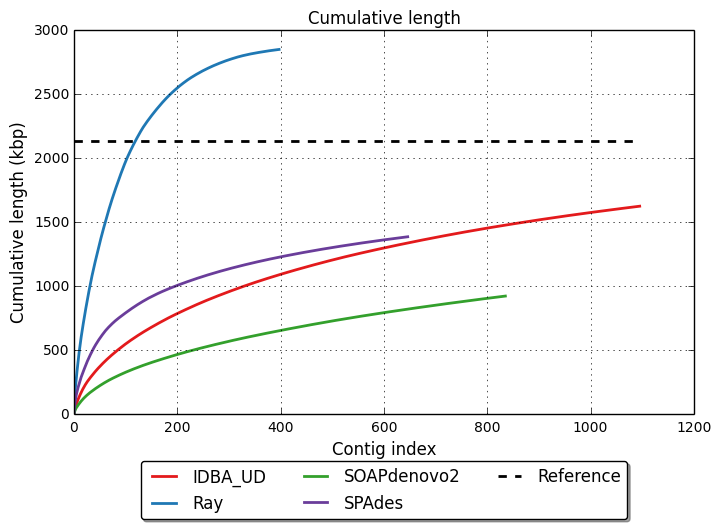 Cumulative length
3000
2500
2000
1500
1000
500
0
Cumulative length (kbp)
0 200 400 600 800 1000 1200
Contig index
IDBA_UD SOAPdenovo2 Reference
Ray SPAdes